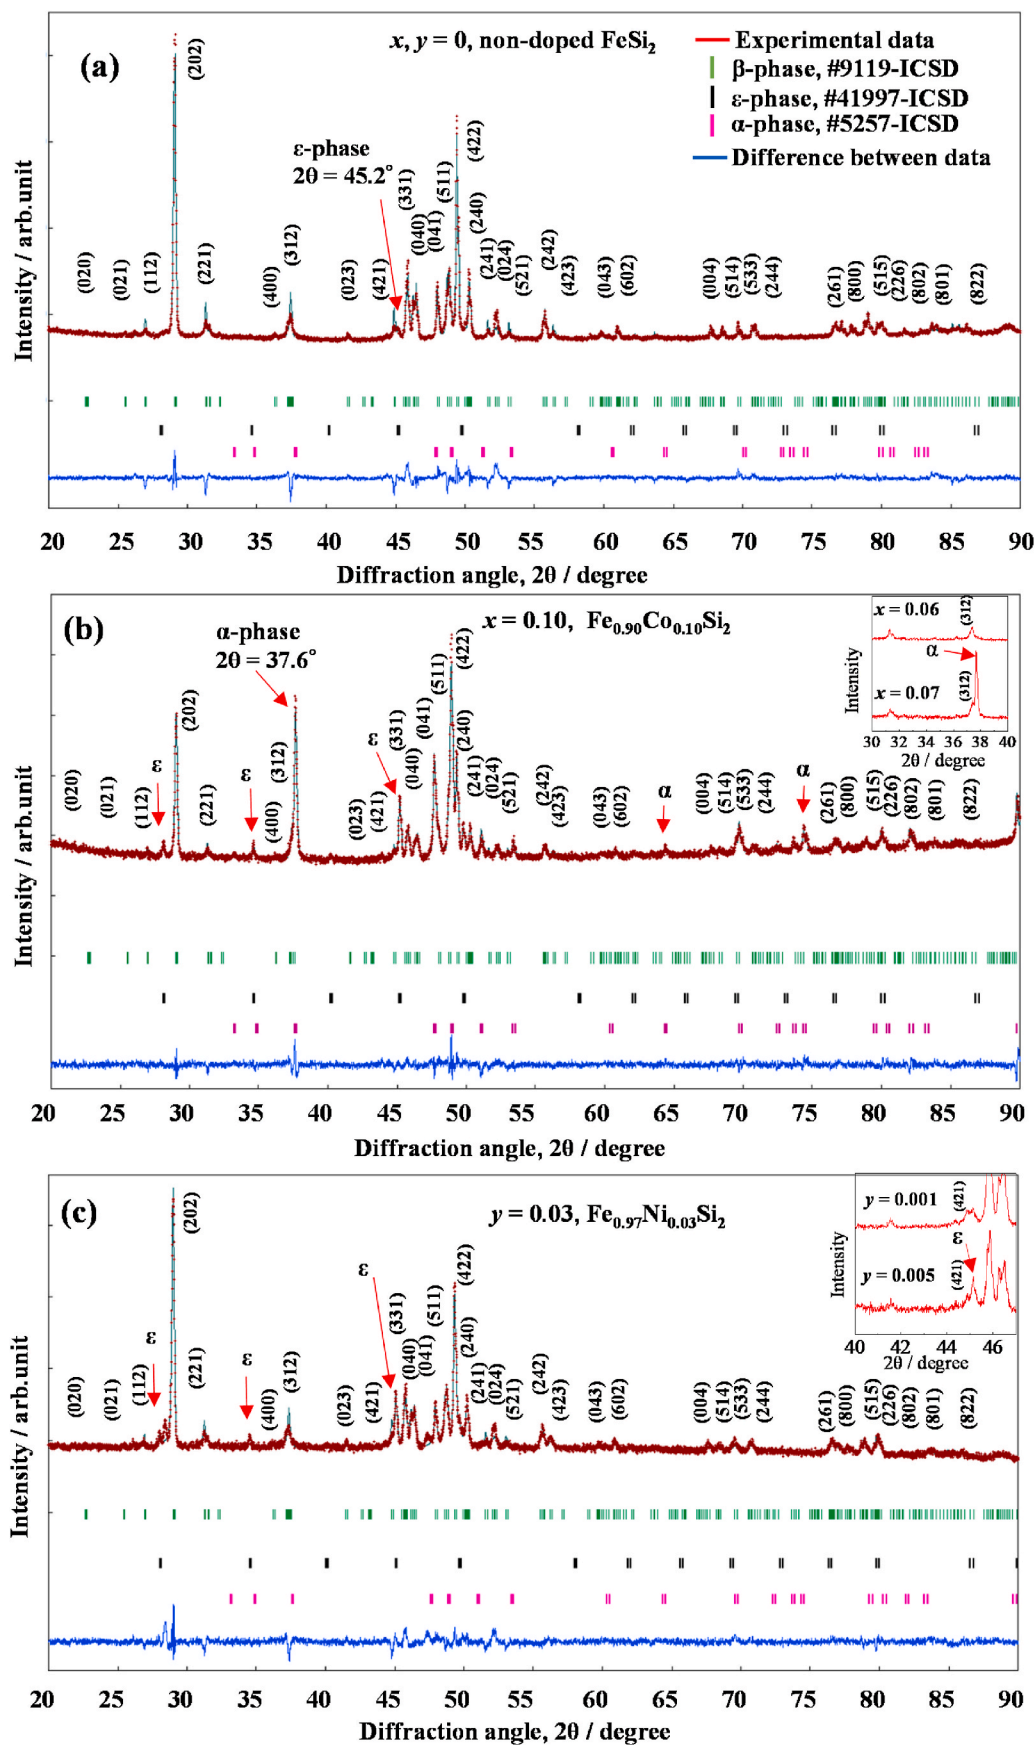 (a)
x, y = 0, non-doped FeSi2
Experimental data
β-phase, #9119-ICSD
ε-phase, #41997-ICSD
α-phase, #5257-ICSD
Difference between data
ε-phase
2θ = 45.2°
(020) (021) (112) (202) (221) (400) (312) (023) (421) (331) (040) (041) (511) (422) (240) (241) (024) (521) (242) (423) (043) (602) (004) (514) (533) (244) (261) (800) (515) (226) (802) (801) (822)
Intensity / arb.unit
20 25 30 35 40 45 50 55 60 65 70 75 80 85 90
Diffraction angle, 2θ / degree
(b)
x = 0.10, Fe0.90Co0.10Si2
α-phase
2θ = 37.6°
(020) (021) (112) ε (202) (221) ε (400) (312) (023) (421) ε (331) (040) (041) (511) (422) (240) (241) (024) (521) (242) (423) (043) (602) α (004) (514) (533) (244) α (261) (800) (515) (226) (802) (801) (822)
x = 0.06
(312)
α
x = 0.07
(312)
Intensity
30 32 34 36 38 40
2θ / degree
Intensity / arb.unit
20 25 30 35 40 45 50 55 60 65 70 75 80 85 90
Diffraction angle, 2θ / degree
(c)
y = 0.03, Fe0.97Ni0.03Si2
(020) (021) (112) ε (202) (221) ε (400) (312) (023) (421) ε (331) (040) (041) (511) (422) (240) (241) (024) (521) (242) (423) (043) (602) (004) (514) (533) (244) (261) (800) (515) (226) (802) (801) (822)
y = 0.001
(421)
ε
y = 0.005
(421)
Intensity
40 42 44 46
2θ / degree
Intensity / arb.unit
20 25 30 35 40 45 50 55 60 65 70 75 80 85 90
Diffraction angle, 2θ / degree